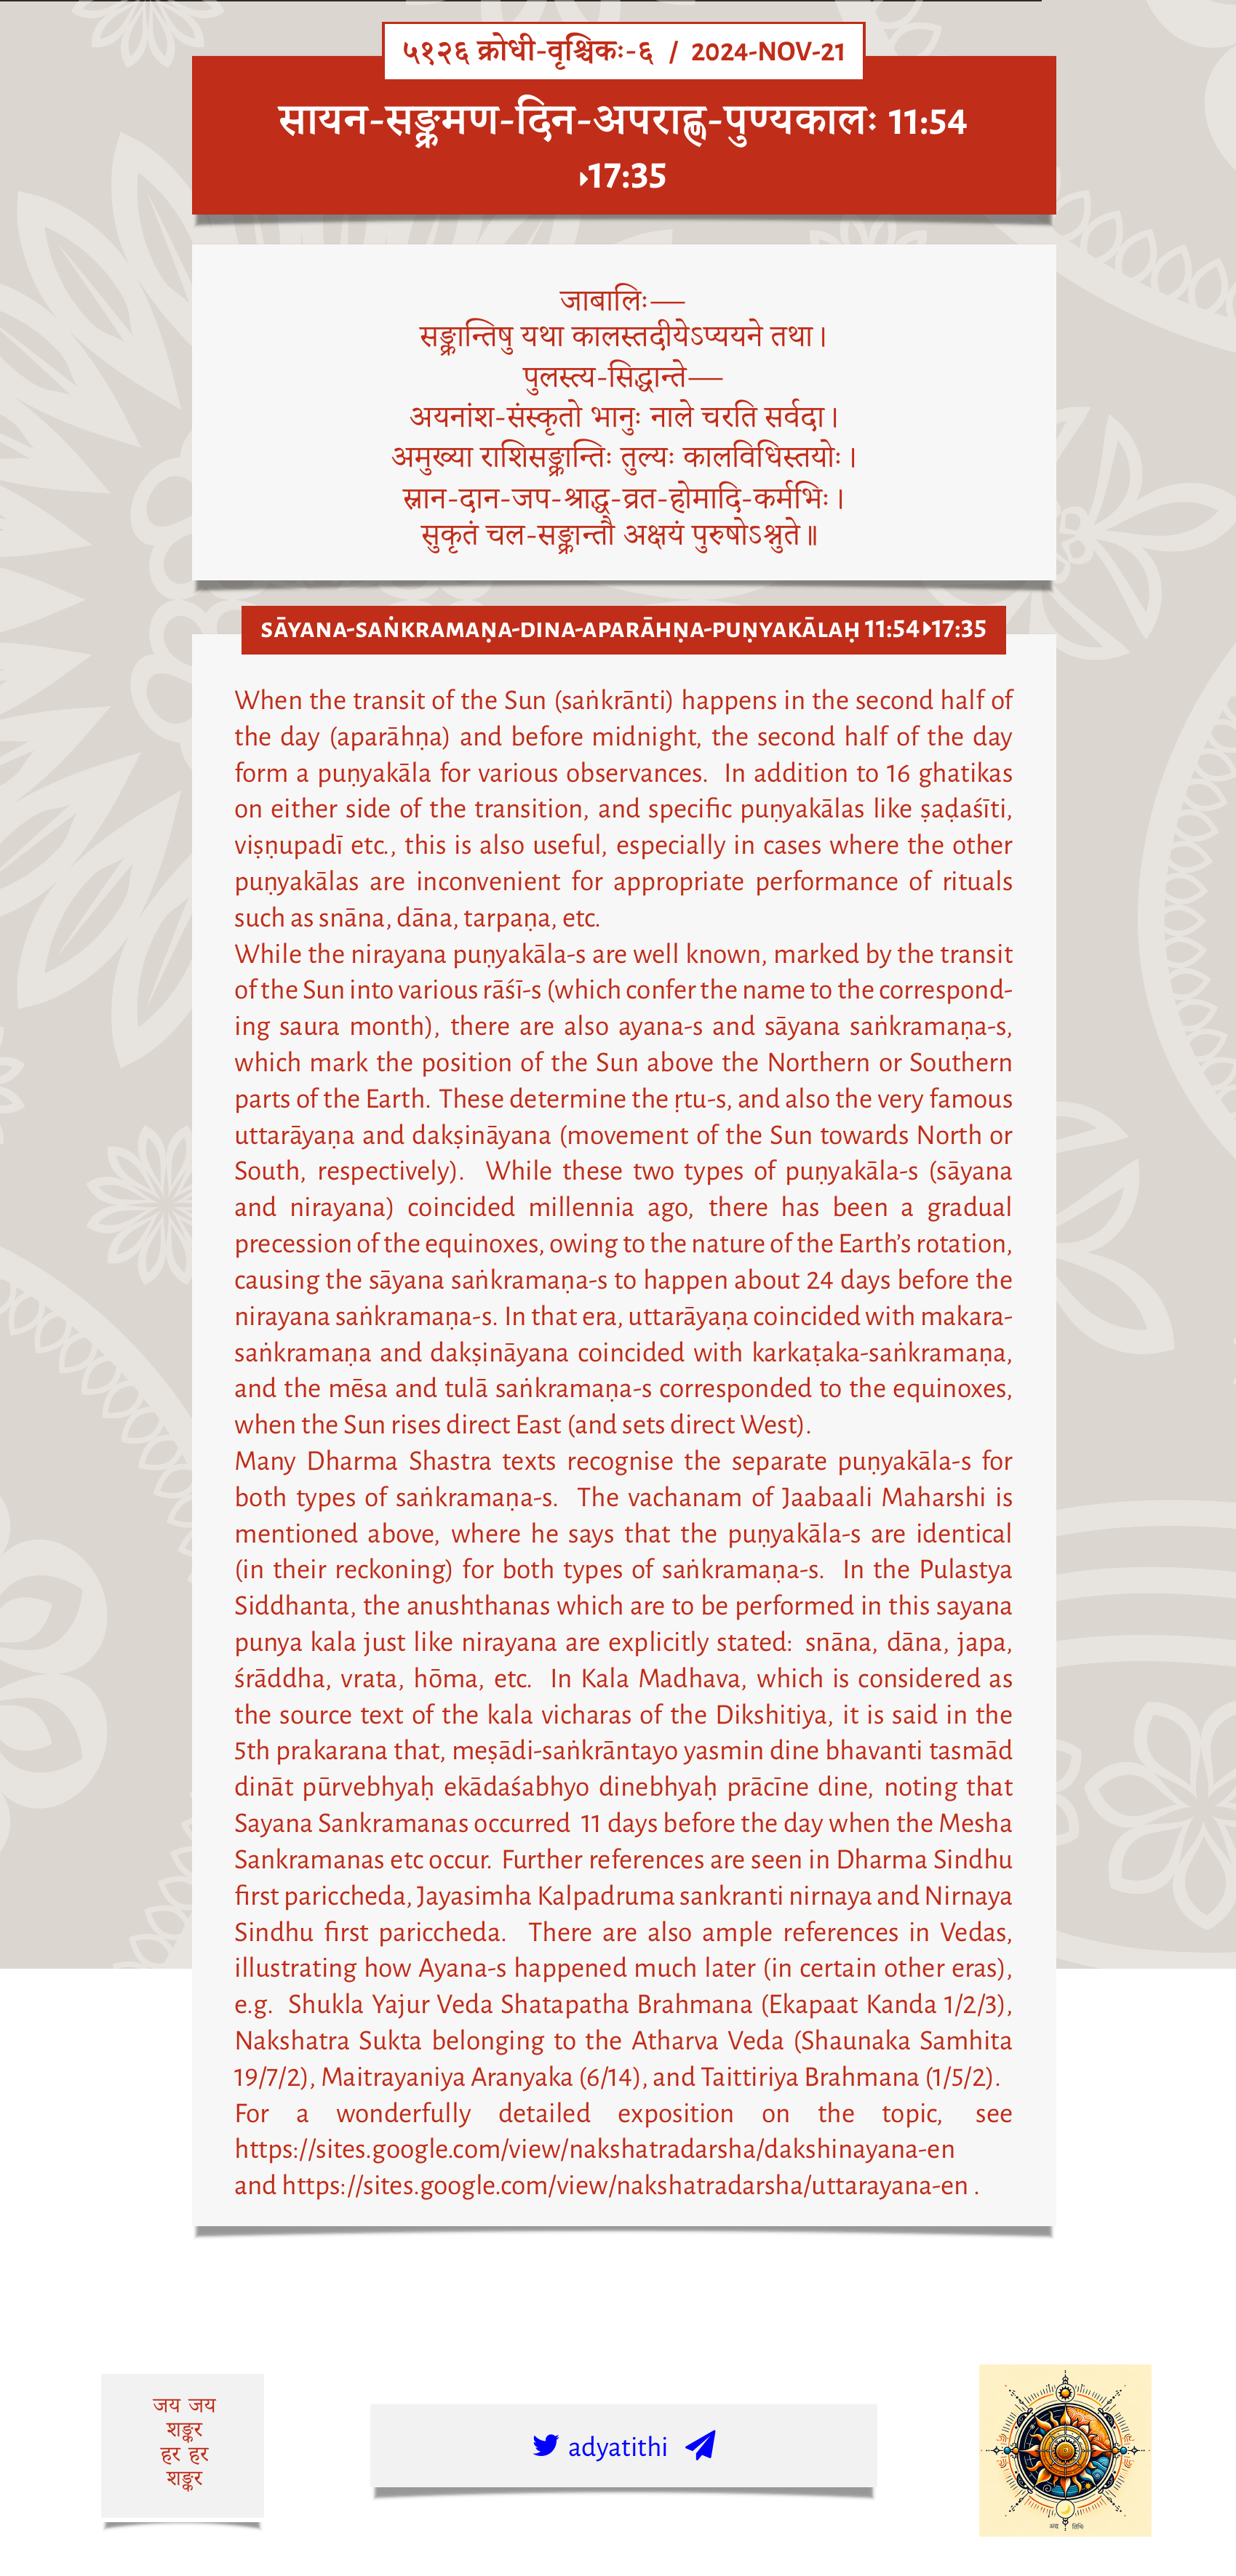 ५१२६ क्रोधी-वृश्चिकः-६ / 2024-NOV-21
सायन-सङ्क्रमण-दिन-अपराह्ण-पुण्यकालः 11:54
▸17:35
जाबालिः—
सङ्क्रान्तिषु यथा कालस्तदीयेऽप्ययने तथा।
पुलस्त्य-सिद्धान्ते—
अयनांश-संस्कृतो भानुः नाले चरति सर्वदा।
अमुख्या राशिसङ्क्रान्तिः तुल्यः कालविधिस्तयोः।
स्नान-दान-जप-श्राद्ध-व्रत-होमादि-कर्मभिः।
सुकृतं चल-सङ्क्रान्तौ अक्षयं पुरुषोऽश्नुते॥
SĀYANA-SAṄKRAMAṆA-DINA-APARĀHṆA-PUṆYAKĀLAḤ 11:54▸17:35
When the transit of the Sun (saṅkrānti) happens in the second half of
the day (aparāhṇa) and before midnight, the second half of the day
form a puṇyakāla for various observances. In addition to 16 ghatikas
on either side of the transition, and specific puṇyakālas like ṣaḍaśīti,
viṣṇupadī etc., this is also useful, especially in cases where the other
puṇyakālas are inconvenient for appropriate performance of rituals
such as snāna, dāna, tarpaṇa, etc.
While the nirayana puṇyakāla-s are well known, marked by the transit
of the Sun into various rāśī-s (which confer the name to the correspond-
ing saura month), there are also ayana-s and sāyana saṅkramaṇa-s,
which mark the position of the Sun above the Northern or Southern
parts of the Earth. These determine the ṛtu-s, and also the very famous
uttarāyaṇa and dakṣināyana (movement of the Sun towards North or
South, respectively). While these two types of puṇyakāla-s (sāyana
and nirayana) coincided millennia ago, there has been a gradual
precession of the equinoxes, owing to the nature of the Earth’s rotation,
causing the sāyana saṅkramaṇa-s to happen about 24 days before the
nirayana saṅkramaṇa-s. In that era, uttarāyaṇa coincided with makara-
saṅkramaṇa and dakṣināyana coincided with karkaṭaka-saṅkramaṇa,
and the mēsa and tulā saṅkramaṇa-s corresponded to the equinoxes,
when the Sun rises direct East (and sets direct West).
Many Dharma Shastra texts recognise the separate puṇyakāla-s for
both types of saṅkramaṇa-s. The vachanam of Jaabaali Maharshi is
mentioned above, where he says that the puṇyakāla-s are identical
(in their reckoning) for both types of saṅkramaṇa-s. In the Pulastya
Siddhanta, the anushthanas which are to be performed in this sayana
punya kala just like nirayana are explicitly stated: snāna, dāna, japa,
śrāddha, vrata, hōma, etc. In Kala Madhava, which is considered as
the source text of the kala vicharas of the Dikshitiya, it is said in the
5th prakarana that, meṣādi-saṅkrāntayo yasmin dine bhavanti tasmād
dināt pūrvebhyaḥ ekādaśabhyo dinebhyaḥ prācīne dine, noting that
Sayana Sankramanas occurred 11 days before the day when the Mesha
Sankramanas etc occur. Further references are seen in Dharma Sindhu
first pariccheda, Jayasimha Kalpadruma sankranti nirnaya and Nirnaya
Sindhu first pariccheda. There are also ample references in Vedas,
illustrating how Ayana-s happened much later (in certain other eras),
e.g. Shukla Yajur Veda Shatapatha Brahmana (Ekapaat Kanda 1/2/3),
Nakshatra Sukta belonging to the Atharva Veda (Shaunaka Samhita
19/7/2), Maitrayaniya Aranyaka (6/14), and Taittiriya Brahmana (1/5/2).
For a wonderfully detailed exposition on the topic, see
https://sites.google.com/view/nakshatradarsha/dakshinayana-en
and https://sites.google.com/view/nakshatradarsha/uttarayana-en .
जय जय
शङ्कर
हर हर
शङ्कर
adyatithi
अद्य तिथिः